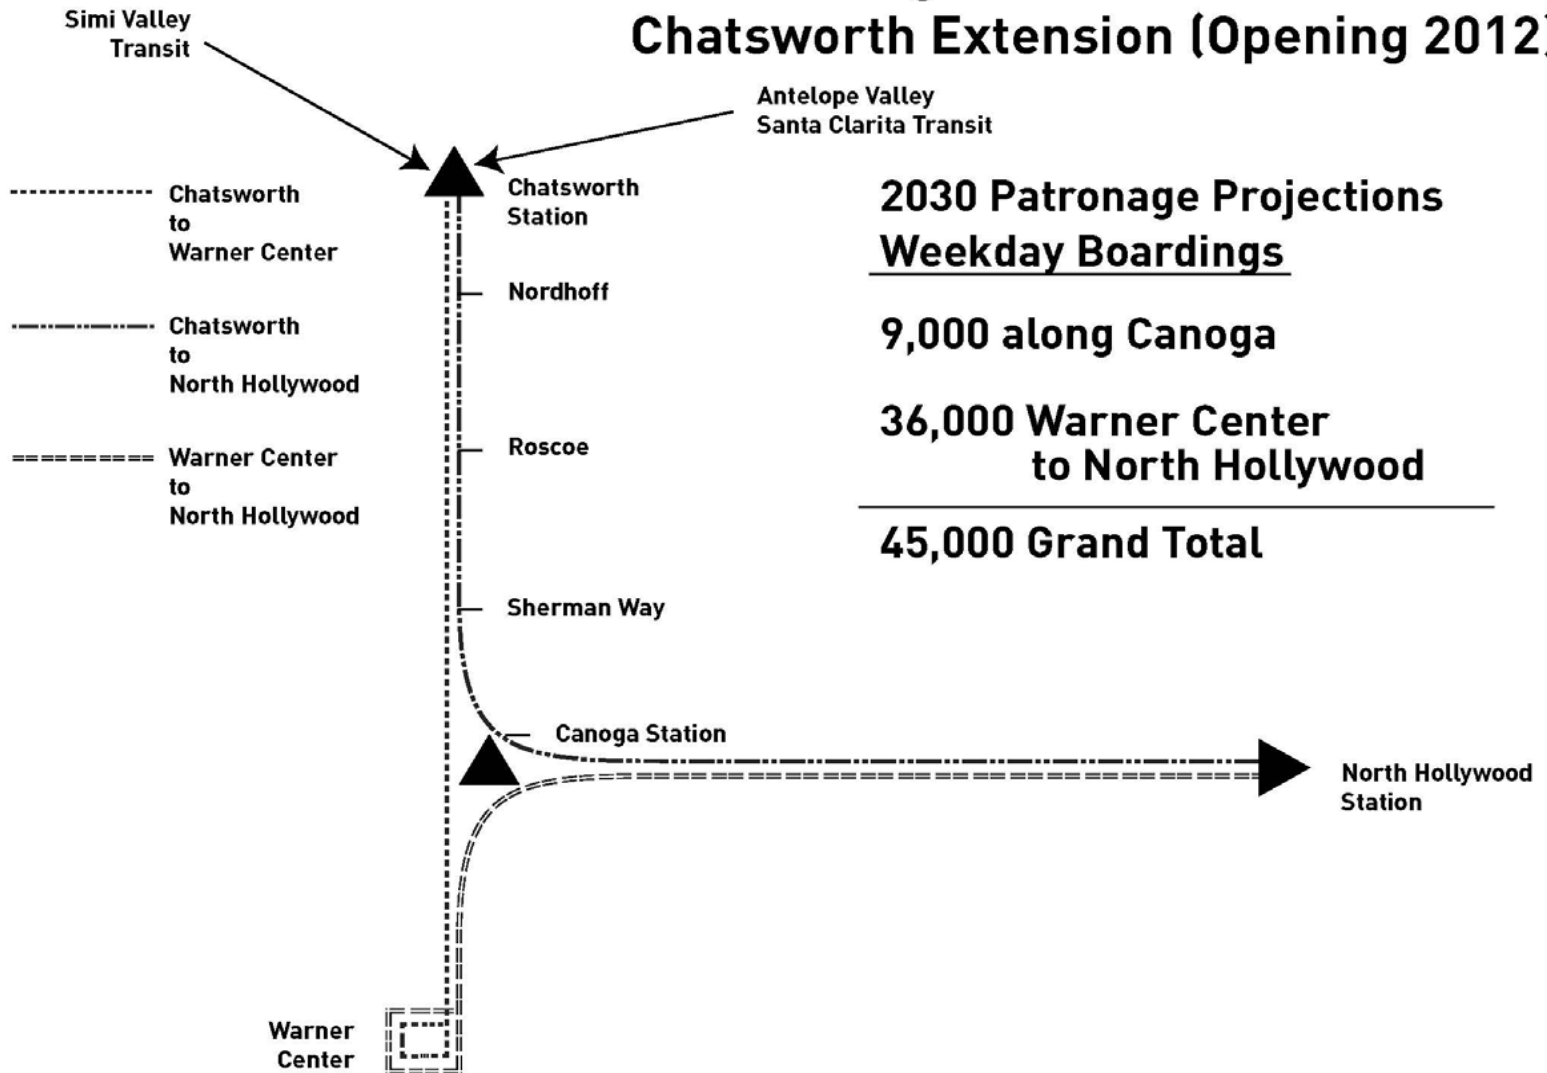 Simi Valley
Transit
Chatsworth Extension (Opening 2012)
Antelope Valley
Santa Clarita Transit
Chatsworth
to
Warner Center
Chatsworth
Station
2030 Patronage Projections
Weekday Boardings
Nordhoff
Chatsworth
to
North Hollywood
9,000 along Canoga
36,000 Warner Center
to North Hollywood
Roscoe
Warner Center
to
North Hollywood
45,000 Grand Total
Sherman Way
Canoga Station
North Hollywood
Station
Warner
Center